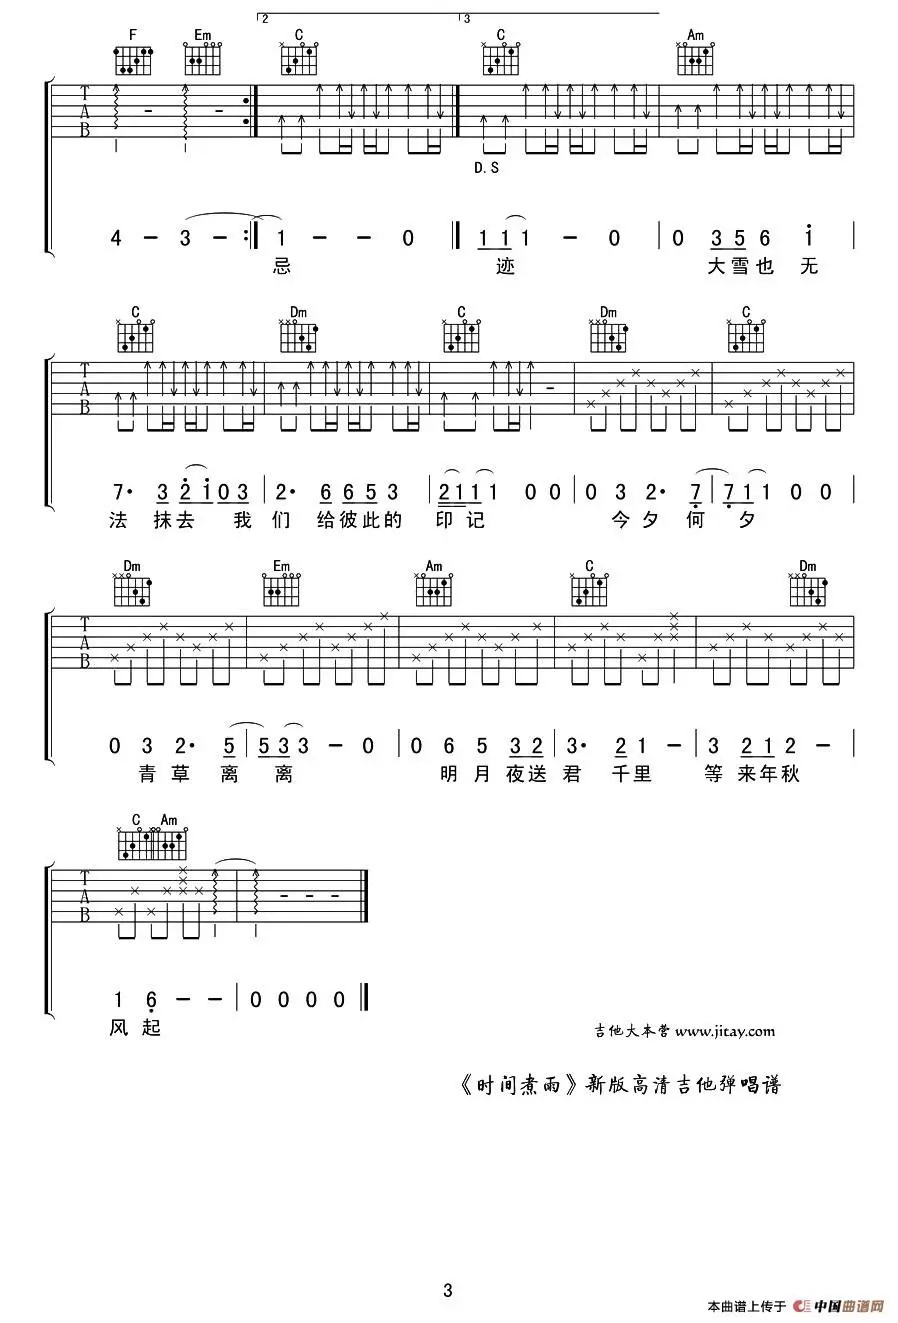 2 3
F Em C C Am
T A B
D.S
4 - 3 - :| 1 - - 0 | 1 1 1 - 0 | 0 3 5 6 1 |
忌 迹 大雪也 无
C Dm C Dm C
T A B
7· 3 2 1 0 3 | 2· 6 6 5 3 | 2 1 1 1 0 0 | 0 3 2· 7 | 7 1 1 0 0 |
法 抹去 我 们 给彼此的 印记 今夕 何 夕
Dm Em Am C Dm
T A B
0 3 2· 5 | 5 3 3 - 0 | 0 6 5 3 2 | 3· 2 1 - | 3 2 1 2 - |
青草 离 离 明月 夜送 君 千里 等 来年秋
C Am
T A B
- - -
1 6 - - | 0 0 0 0 ||
风 起
吉他大本营 www.jitay.com
《时间煮雨》新版高清吉他弹唱谱
3
本曲谱上传于 中国曲谱网